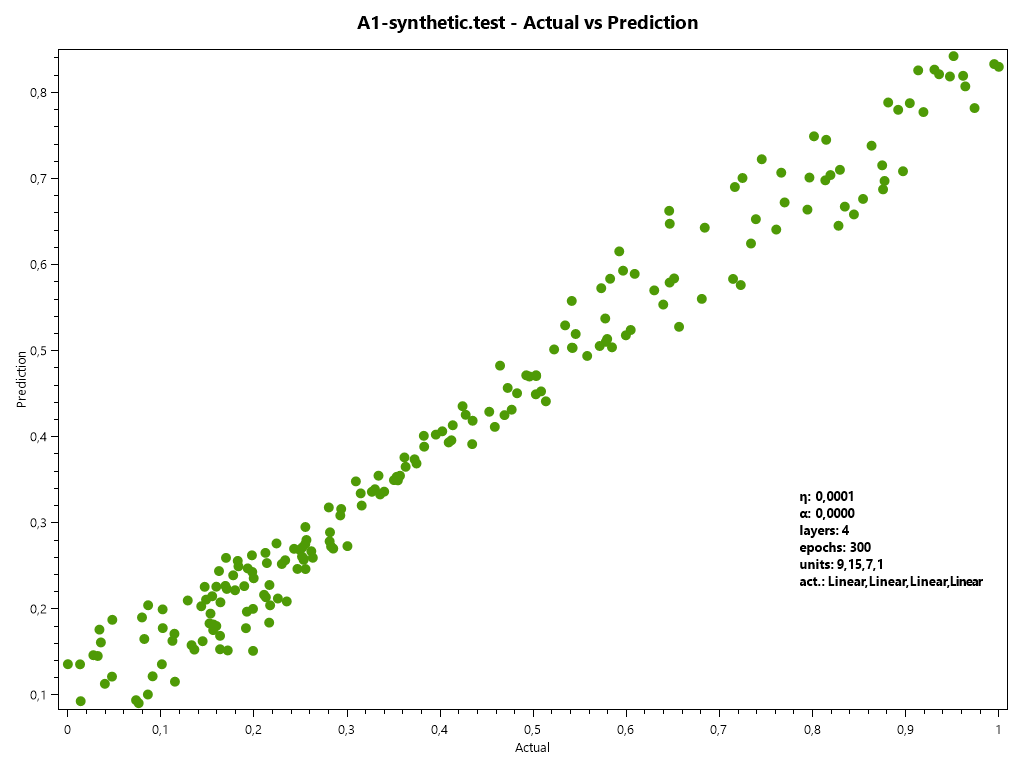 A1-synthetic.test - Actual vs Prediction
0,8
0,7
0,6
0,5
0,4
0,3
0,2
0,1
Prediction
η: 0,0001
α: 0,0000
layers: 4
epochs: 300
units: 9,15,7,1
act.: Linear,Linear,Linear,Linear
0 0,1 0,2 0,3 0,4 0,5 0,6 0,7 0,8 0,9 1
Actual